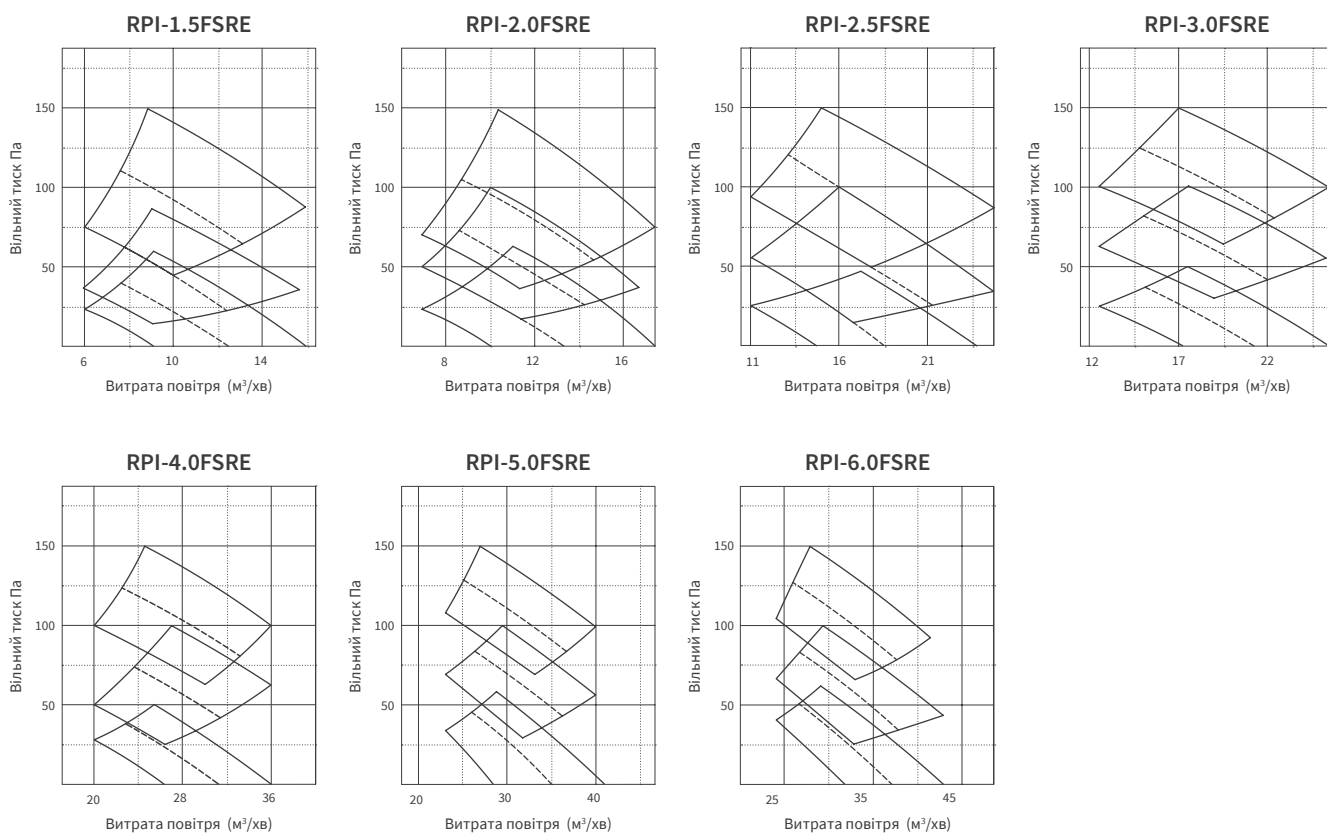 RPI-1.5FSRE
RPI-2.0FSRE
RPI-2.5FSRE
RPI-3.0FSRE
Вільний тиск Па
150
100
50
6
10
14
Витрата повітря (м³/хв)
Вільний тиск Па
150
100
50
8
12
16
Витрата повітря (м³/хв)
Вільний тиск Па
150
100
50
11
16
21
Витрата повітря (м³/хв)
Вільний тиск Па
150
100
50
12
17
22
Витрата повітря (м³/хв)
RPI-4.0FSRE
RPI-5.0FSRE
RPI-6.0FSRE
Вільний тиск Па
150
100
50
20
28
36
Витрата повітря (м³/хв)
Вільний тиск Па
150
100
50
20
30
40
Витрата повітря (м³/хв)
Вільний тиск Па
150
100
50
25
35
45
Витрата повітря (м³/хв)